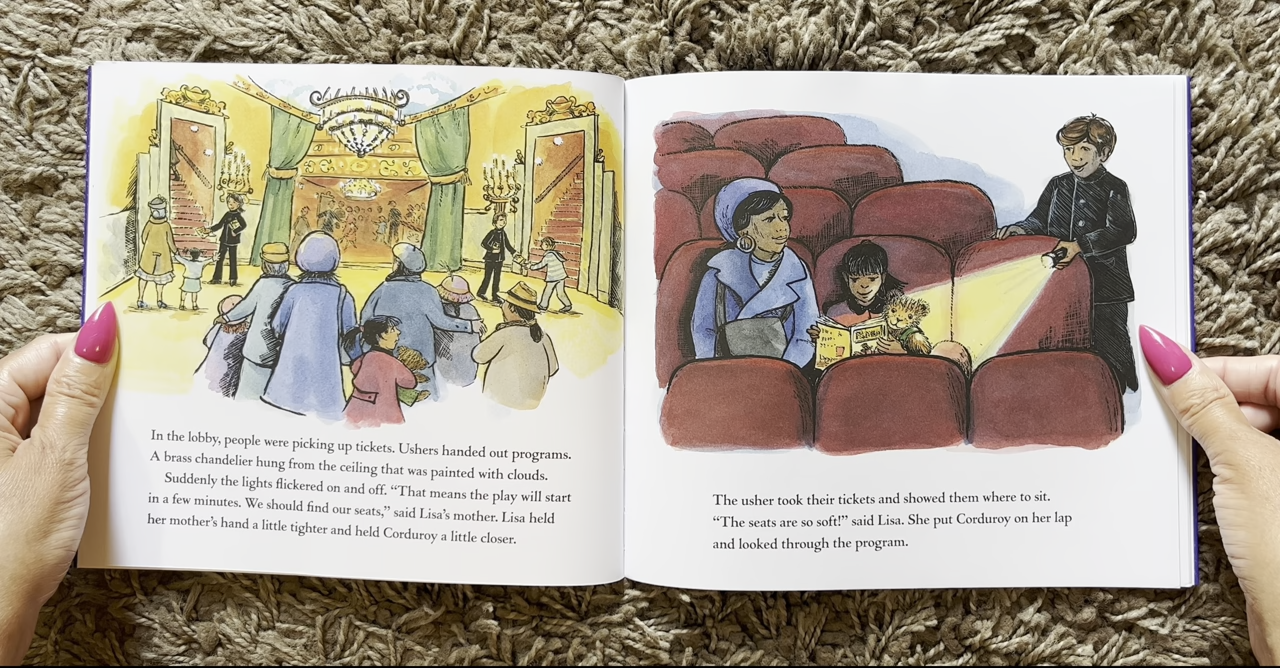 In the lobby, people were picking up tickets. Ushers handed out programs.
A brass chandelier hung from the ceiling that was painted with clouds.
Suddenly the lights flickered on and off. “That means the play will start
in a few minutes. We should find our seats,” said Lisa’s mother. Lisa held
her mother’s hand a little tighter and held Corduroy a little closer.
The usher took their tickets and showed them where to sit.
“The seats are so soft!” said Lisa. She put Corduroy on her lap
and looked through the program.